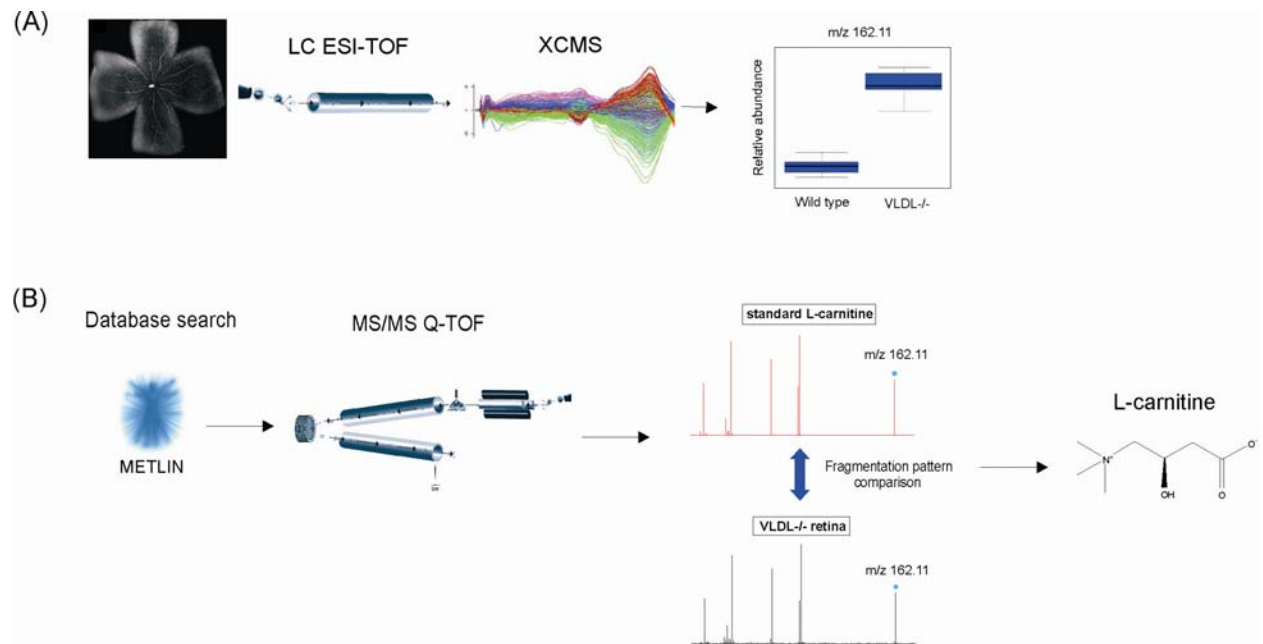 (A)
LC ESI-TOF
XCMS
m/z 162.11
Relative abundance
Wild type
VLDL-/-
(B)
Database search
METLIN
MS/MS Q-TOF
standard L-carnitine
m/z 162.11
Fragmentation pattern
comparison
VLDL-/- retina
m/z 162.11
L-carnitine
N+
OH
O
O-